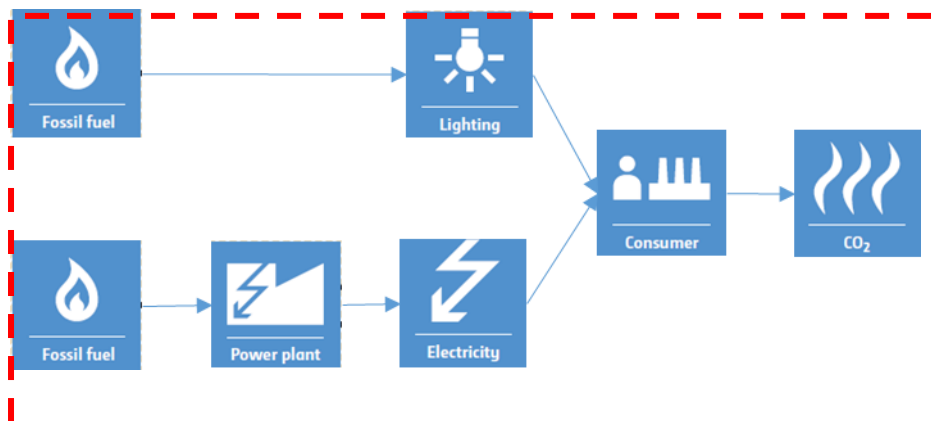 Fossil fuel
Lighting
Consumer
CO₂
Fossil fuel
Power plant
Electricity